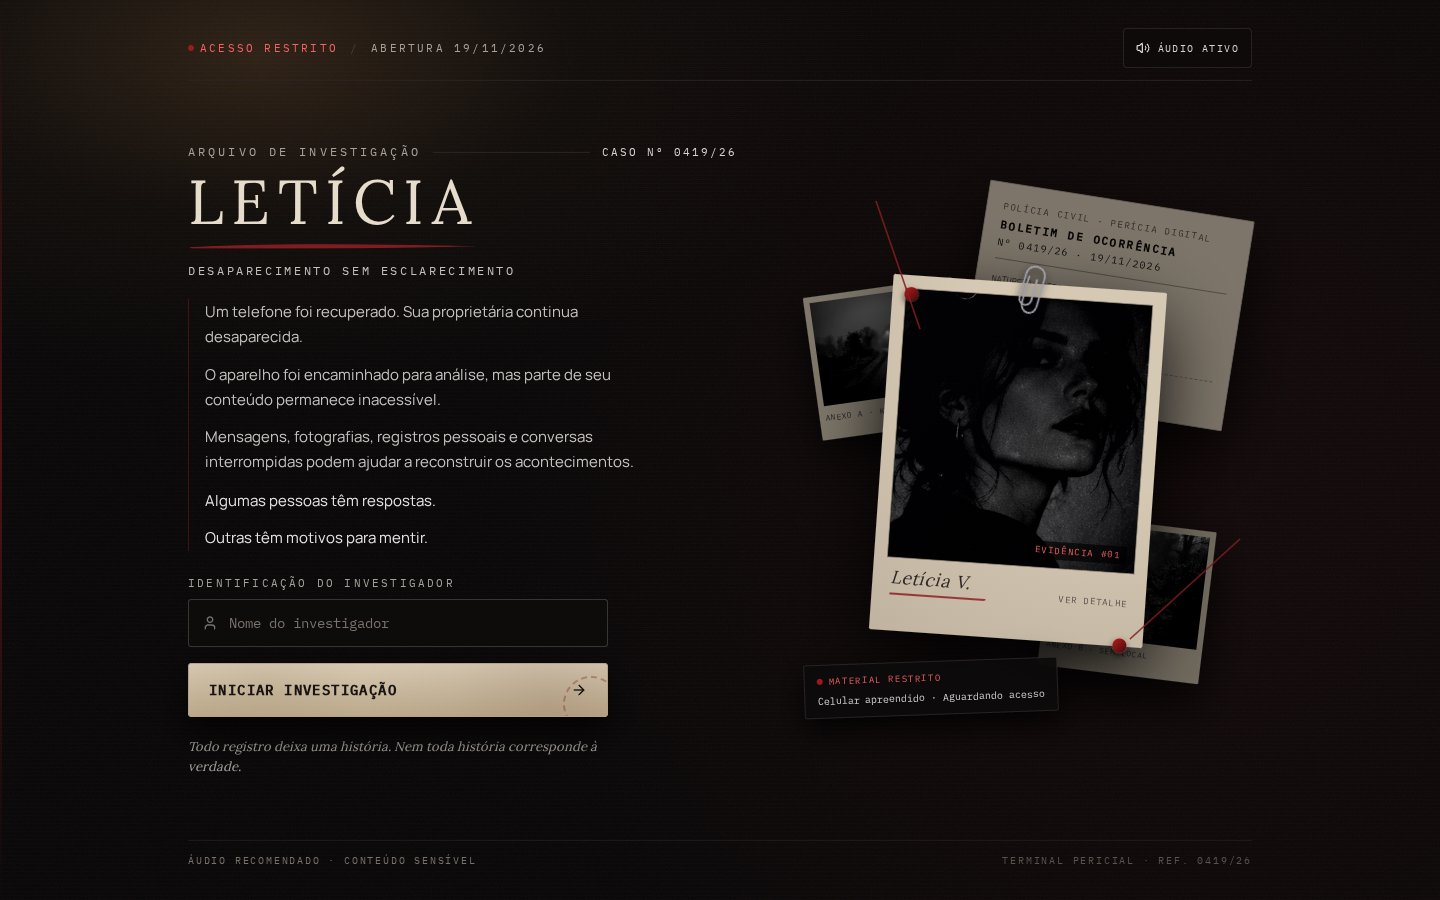 ACESSO RESTRITO / ABERTURA 19/11/2026
ÁUDIO ATIVO
ARQUIVO DE INVESTIGAÇÃO
CASO Nº 0419/26
LETÍCIA
DESAPARECIMENTO SEM ESCLARECIMENTO
Um telefone foi recuperado. Sua proprietária continua
desaparecida.
O aparelho foi encaminhado para análise, mas parte de seu
conteúdo permanece inacessível.
Mensagens, fotografias, registros pessoais e conversas
interrompidas podem ajudar a reconstruir os acontecimentos.
Algumas pessoas têm respostas.
Outras têm motivos para mentir.
IDENTIFICAÇÃO DO INVESTIGADOR
Nome do investigador
INICIAR INVESTIGAÇÃO
Todo registro deixa uma história. Nem toda história corresponde à
verdade.
POLÍCIA CIVIL · PERÍCIA DIGITAL
BOLETIM DE OCORRÊNCIA
Nº 0419/26 · 19/11/2026
ANEXO A ·
EVIDÊNCIA #01
Letícia V.
VER DETALHE
LOCAL
MATERIAL RESTRITO
Celular apreendido · Aguardando acesso
ÁUDIO RECOMENDADO · CONTEÚDO SENSÍVEL
TERMINAL PERICIAL · REF. 0419/26